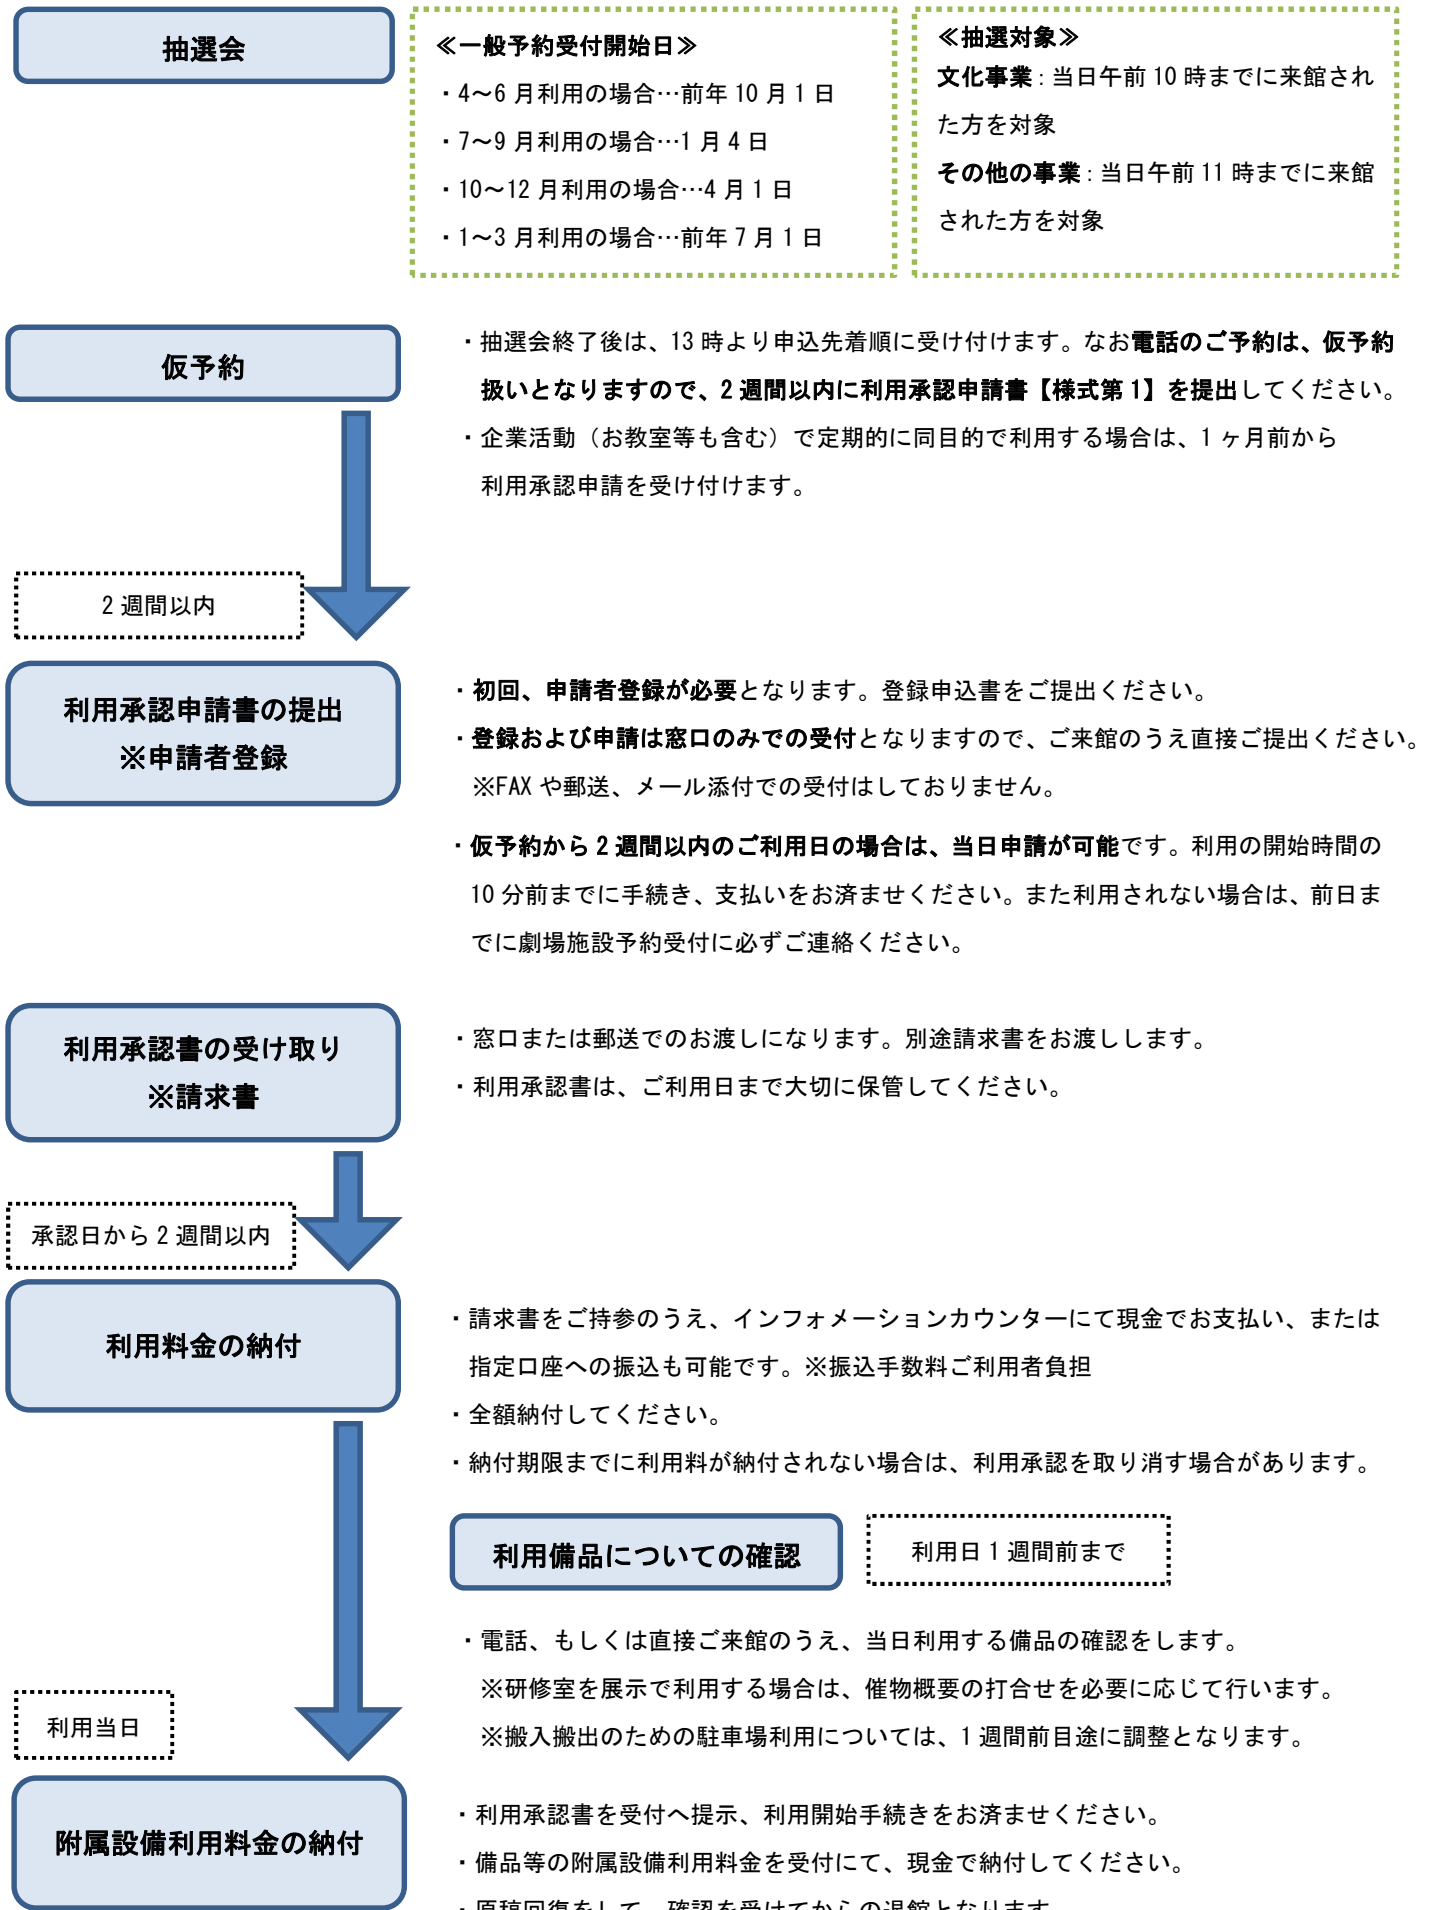 抽選会
≪一般予約受付開始日≫
・4～6月利用の場合…前年10月1日
・7～9月利用の場合…1月4日
・10～12月利用の場合…4月1日
・1～3月利用の場合…前年7月1日
≪抽選対象≫
文化事業：当日午前10時までに来館され
た方を対象
その他の事業：当日午前11時までに来館
された方を対象
仮予約
・抽選会終了後は、13時より申込先着順に受け付けます。なお電話のご予約は、仮予約
扱いとなりますので、2週間以内に利用承認申請書【様式第1】を提出してください。
・企業活動（お教室等も含む）で定期的に同目的で利用する場合は、1ヶ月前から
利用承認申請を受け付けます。
2週間以内
利用承認申請書の提出
※申請者登録
・初回、申請者登録が必要となります。登録申込書をご提出ください。
・登録および申請は窓口のみでの受付となりますので、ご来館のうえ直接ご提出ください。
※FAXや郵送、メール添付での受付はしておりません。
・仮予約から2週間以内のご利用日の場合は、当日申請が可能です。利用の開始時間の
10分前までに手続き、支払いをお済ませください。また利用されない場合は、前日ま
でに劇場施設予約受付に必ずご連絡ください。
利用承認書の受け取り
※請求書
・窓口または郵送でのお渡しになります。別途請求書をお渡しします。
・利用承認書は、ご利用日まで大切に保管してください。
承認日から2週間以内
利用料金の納付
・請求書をご持参のうえ、インフォメーションカウンターにて現金でお支払い、または
指定口座への振込も可能です。※振込手数料ご利用者負担
・全額納付してください。
・納付期限までに利用料が納付されない場合は、利用承認を取り消す場合があります。
利用備品についての確認
利用日1週間前まで
・電話、もしくは直接ご来館のうえ、当日利用する備品の確認をします。
※研修室を展示で利用する場合は、催物概要の打合せを必要に応じて行います。
※搬入搬出のための駐車場利用については、1週間前目途に調整となります。
利用当日
附属設備利用料金の納付
・利用承認書を受付へ提示、利用開始手続きをお済ませください。
・備品等の附属設備利用料金を受付にて、現金で納付してください。
・原稿回復をして、確認を受けてからの退館となります